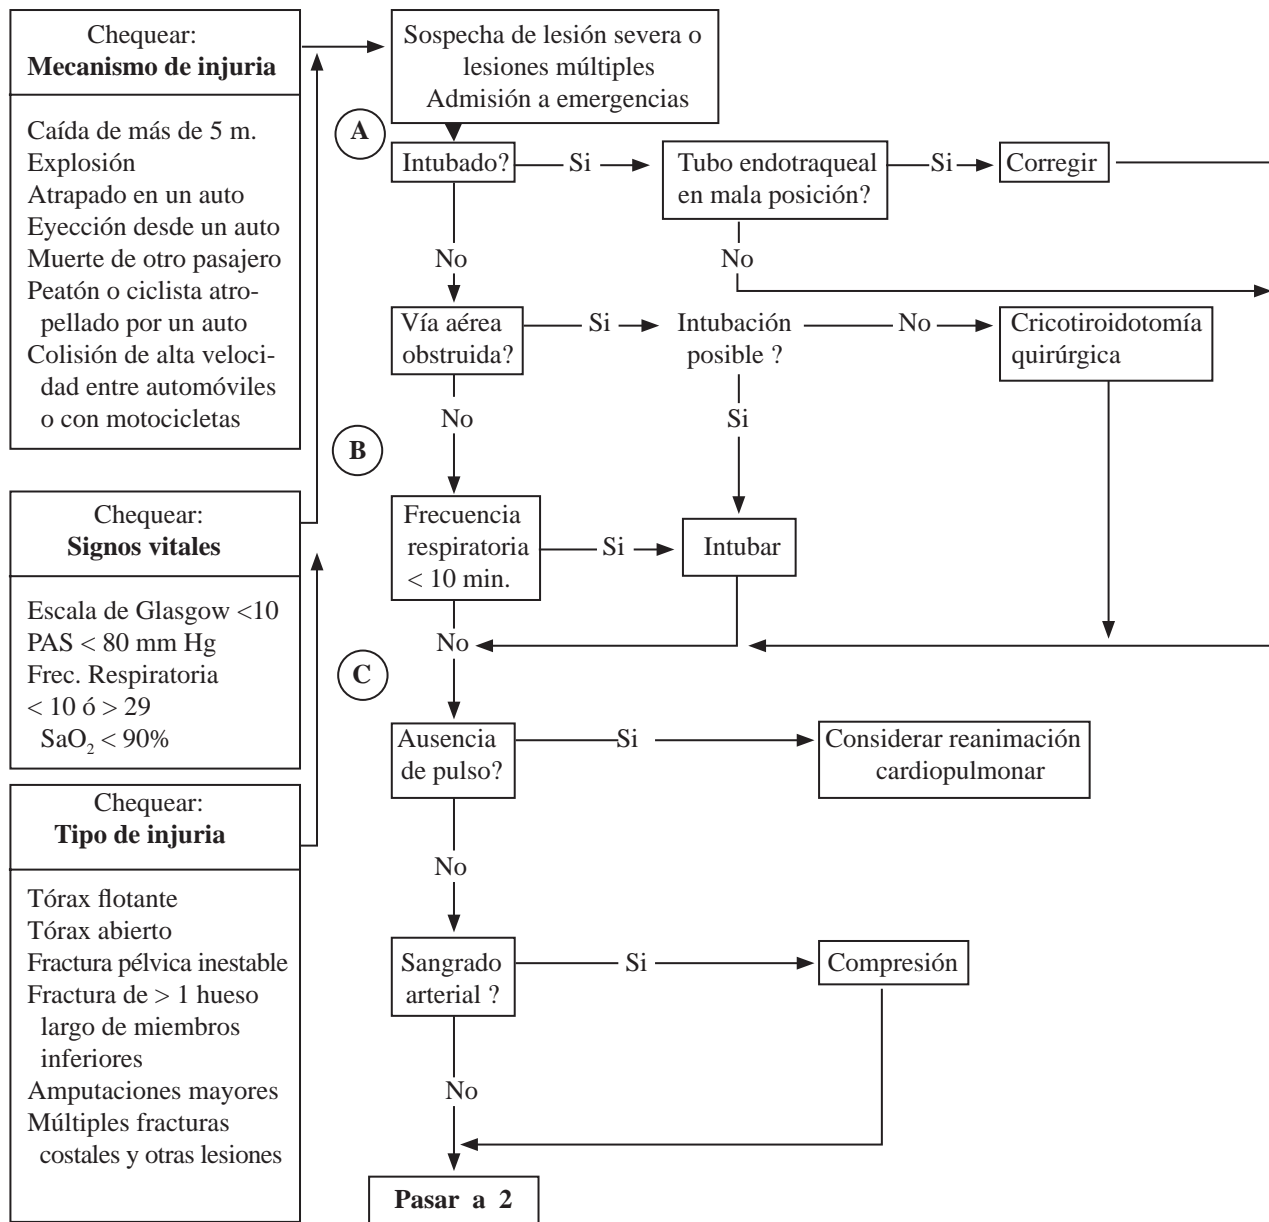 Chequear:
Mecanismo de injuria
Caída de más de 5 m.
Explosión
Atrapado en un auto
Eyección desde un auto
Muerte de otro pasajero
Peatón o ciclista atro-
pellado por un auto
Colisión de alta veloci-
dad entre automóviles
o con motocicletas
Chequear:
Signos vitales
Escala de Glasgow <10
PAS < 80 mm Hg
Frec. Respiratoria
< 10 ó > 29
SaO₂ < 90%
Chequear:
Tipo de injuria
Tórax flotante
Tórax abierto
Fractura pélvica inestable
Fractura de > 1 hueso
largo de miembros
inferiores
Amputaciones mayores
Múltiples fracturas
costales y otras lesiones
Sospecha de lesión severa o
lesiones múltiples
Admisión a emergencias
A
Intubado?
Si
Tubo endotraqueal
en mala posición?
Si
Corregir
No
No
Vía aérea
obstruida?
Si
Intubación
posible ?
No
Cricotiroidotomía
quirúrgica
No
Si
B
Frecuencia
respiratoria
< 10 min.
Si
Intubar
No
C
Ausencia
de pulso?
Si
Considerar reanimación
cardiopulmonar
No
Sangrado
arterial ?
Si
Compresión
No
Pasar a 2